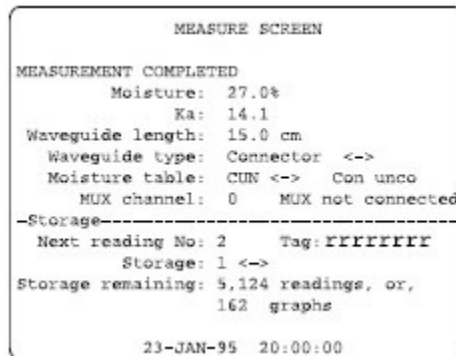 MEASURE SCREEN
MEASUREMENT COMPLETED
Moisture: 27.0%
Ka: 14.1
Waveguide length: 15.0 cm
Waveguide type: Connector <->
Moisture table: CUN <-> Con unco
MUX channel: 0 MUX not connected
-Storage-
Next reading No: 2 Tag: rrrrrrrr
Storage: 1 <->
Storage remaining: 5,124 readings, or,
162 graphs
23-JAN-95 20:00:00